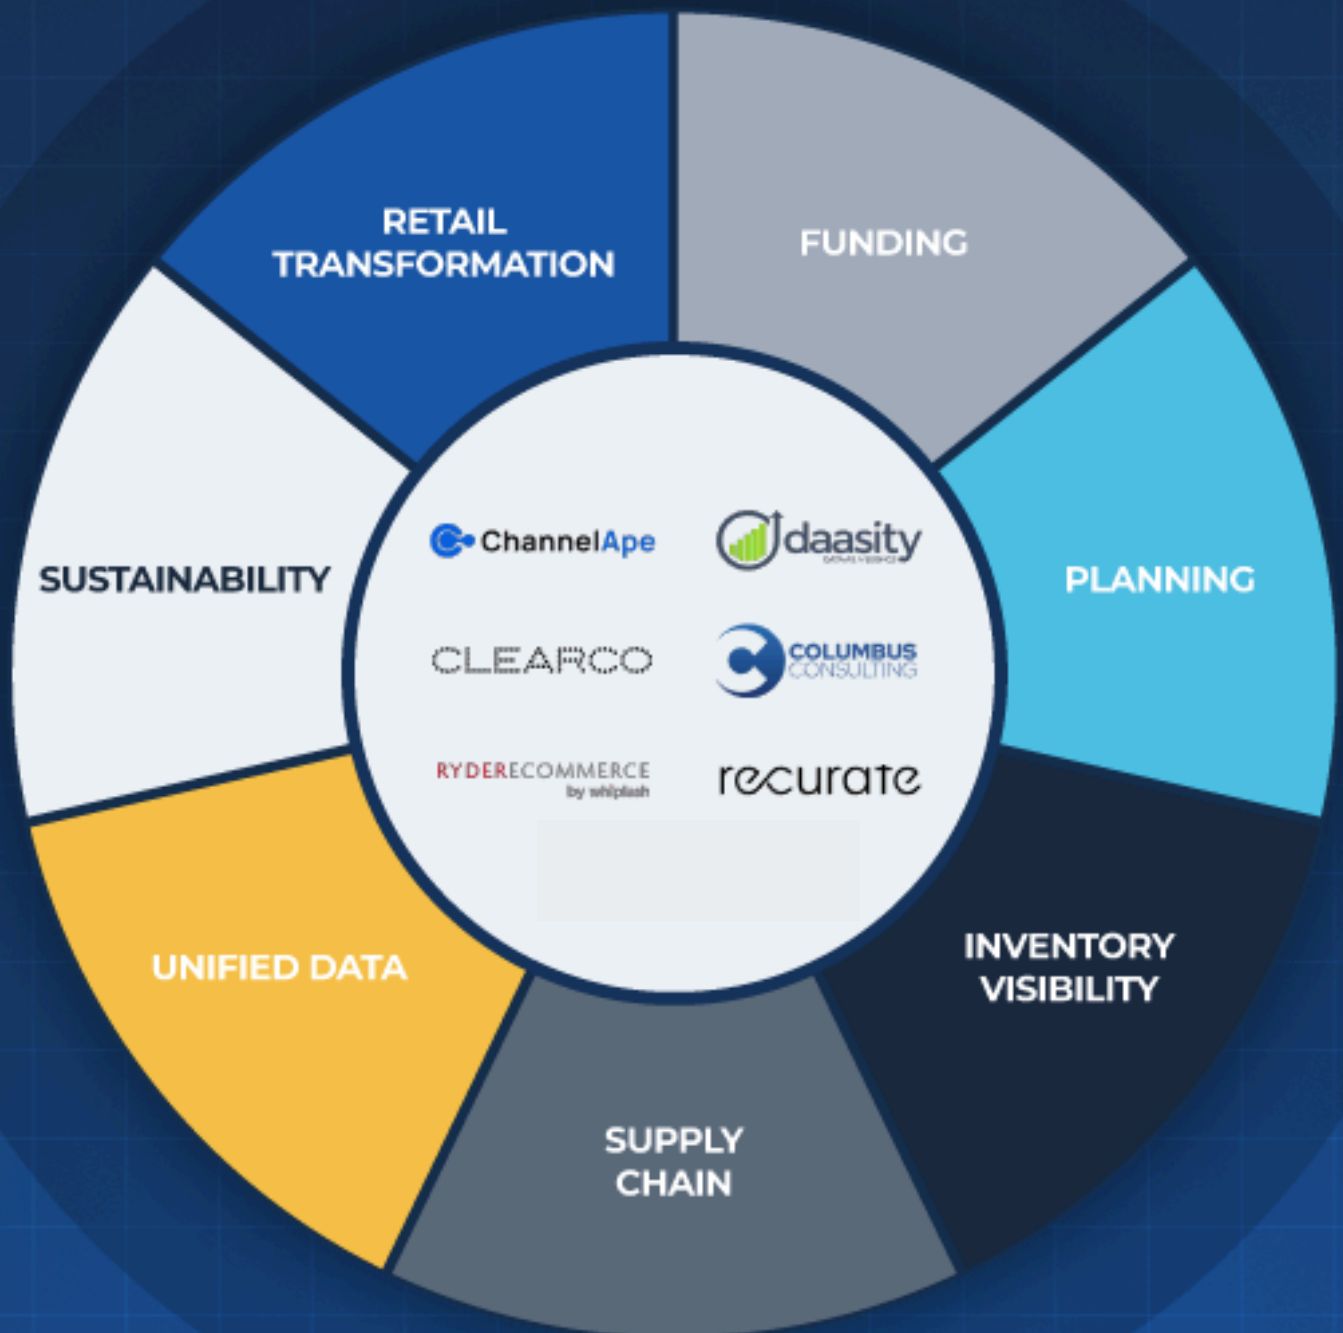 RETAIL
TRANSFORMATION
FUNDING
SUSTAINABILITY
PLANNING
ChannelApe
daasity
CLEARCO
COLUMBUS
CONSULTING
RYDERECOMMERCE
by whiplash
recurate
UNIFIED DATA
INVENTORY
VISIBILITY
SUPPLY
CHAIN